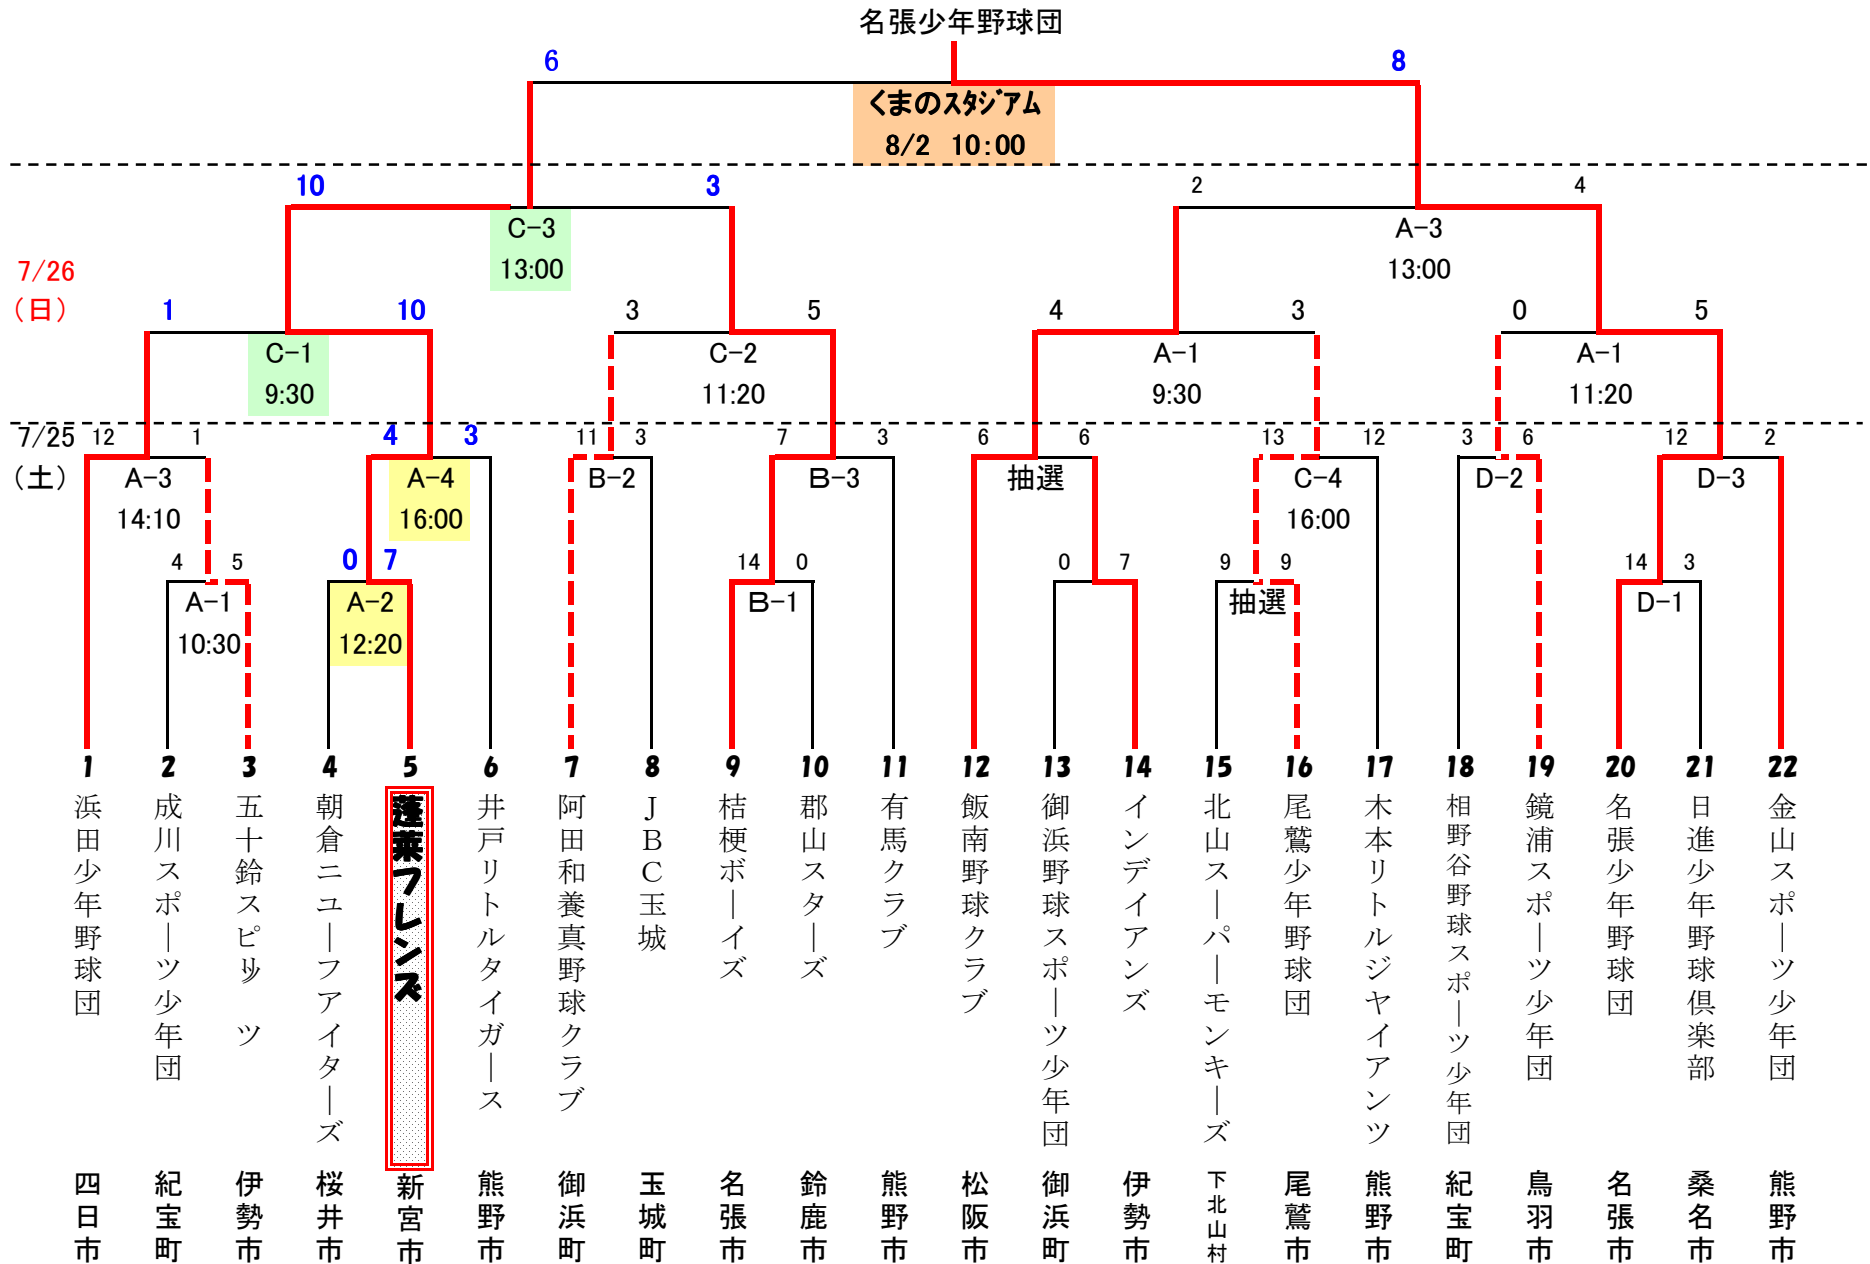 名張少年野球団
6
8
くまのスタジアム
8/2 10:00
10
3
2
4
C-3
13:00
A-3
13:00
7/26
(日)
1
10
3
5
4
3
0
5
C-1
9:30
C-2
11:20
A-1
9:30
A-1
11:20
7/25
(土)
12
1
4
3
11
3
7
3
6
6
13
12
3
6
12
2
A-3
14:10
A-4
16:00
B-2
B-3
抽選
C-4
16:00
D-2
D-3
4
5
0
7
14
0
0
7
9
9
14
3
A-1
10:30
A-2
12:20
B-1
抽選
D-1
1
2
3
4
5
6
7
8
9
10
11
12
13
14
15
16
17
18
19
20
21
22
浜田少年野球団
成川スポーツ少年団
五十鈴スピリッツ
朝倉ニユーフアイターズ
蓬莱フレンズ
井戸リトルタイガース
阿田和養真野球クラブ
JBC玉城
桔梗ボーイズ
郡山スターズ
有馬クラブ
飯南野球クラブ
御浜野球スポーツ少年団
インデイアンズ
北山スーパーモンキーズ
尾鷲少年野球団
木本リトルジヤイアンツ
相野谷野球スポーツ少年団
鏡浦スポーツ少年団
名張少年野球団
日進少年野球倶楽部
金山スポーツ少年団
四日市
紀宝町
伊勢市
桜井市
新宮市
熊野市
御浜町
玉城町
名張市
鈴鹿市
熊野市
松阪市
御浜町
伊勢市
下北山村
尾鷲市
熊野市
紀宝町
鳥羽市
名張市
桑名市
熊野市